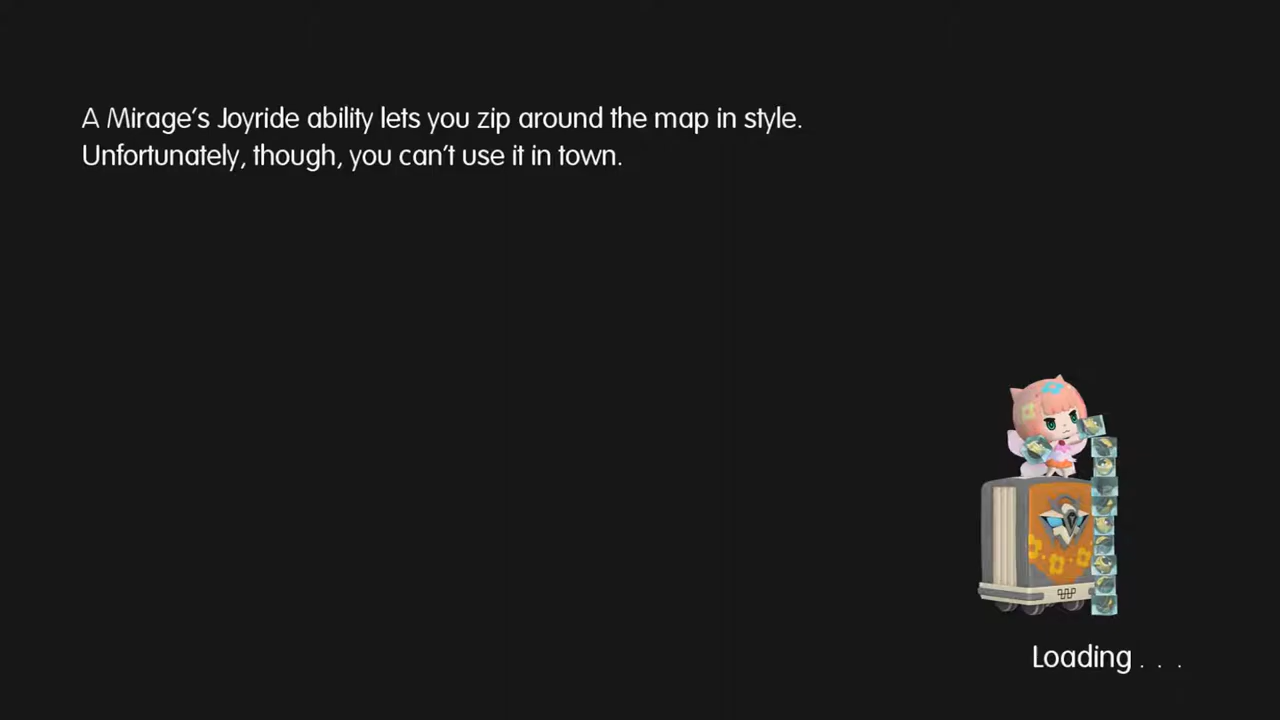 A Mirage's Joyride ability lets you zip around the map in style.
Unfortunately, though, you can't use it in town.
Loading . . .